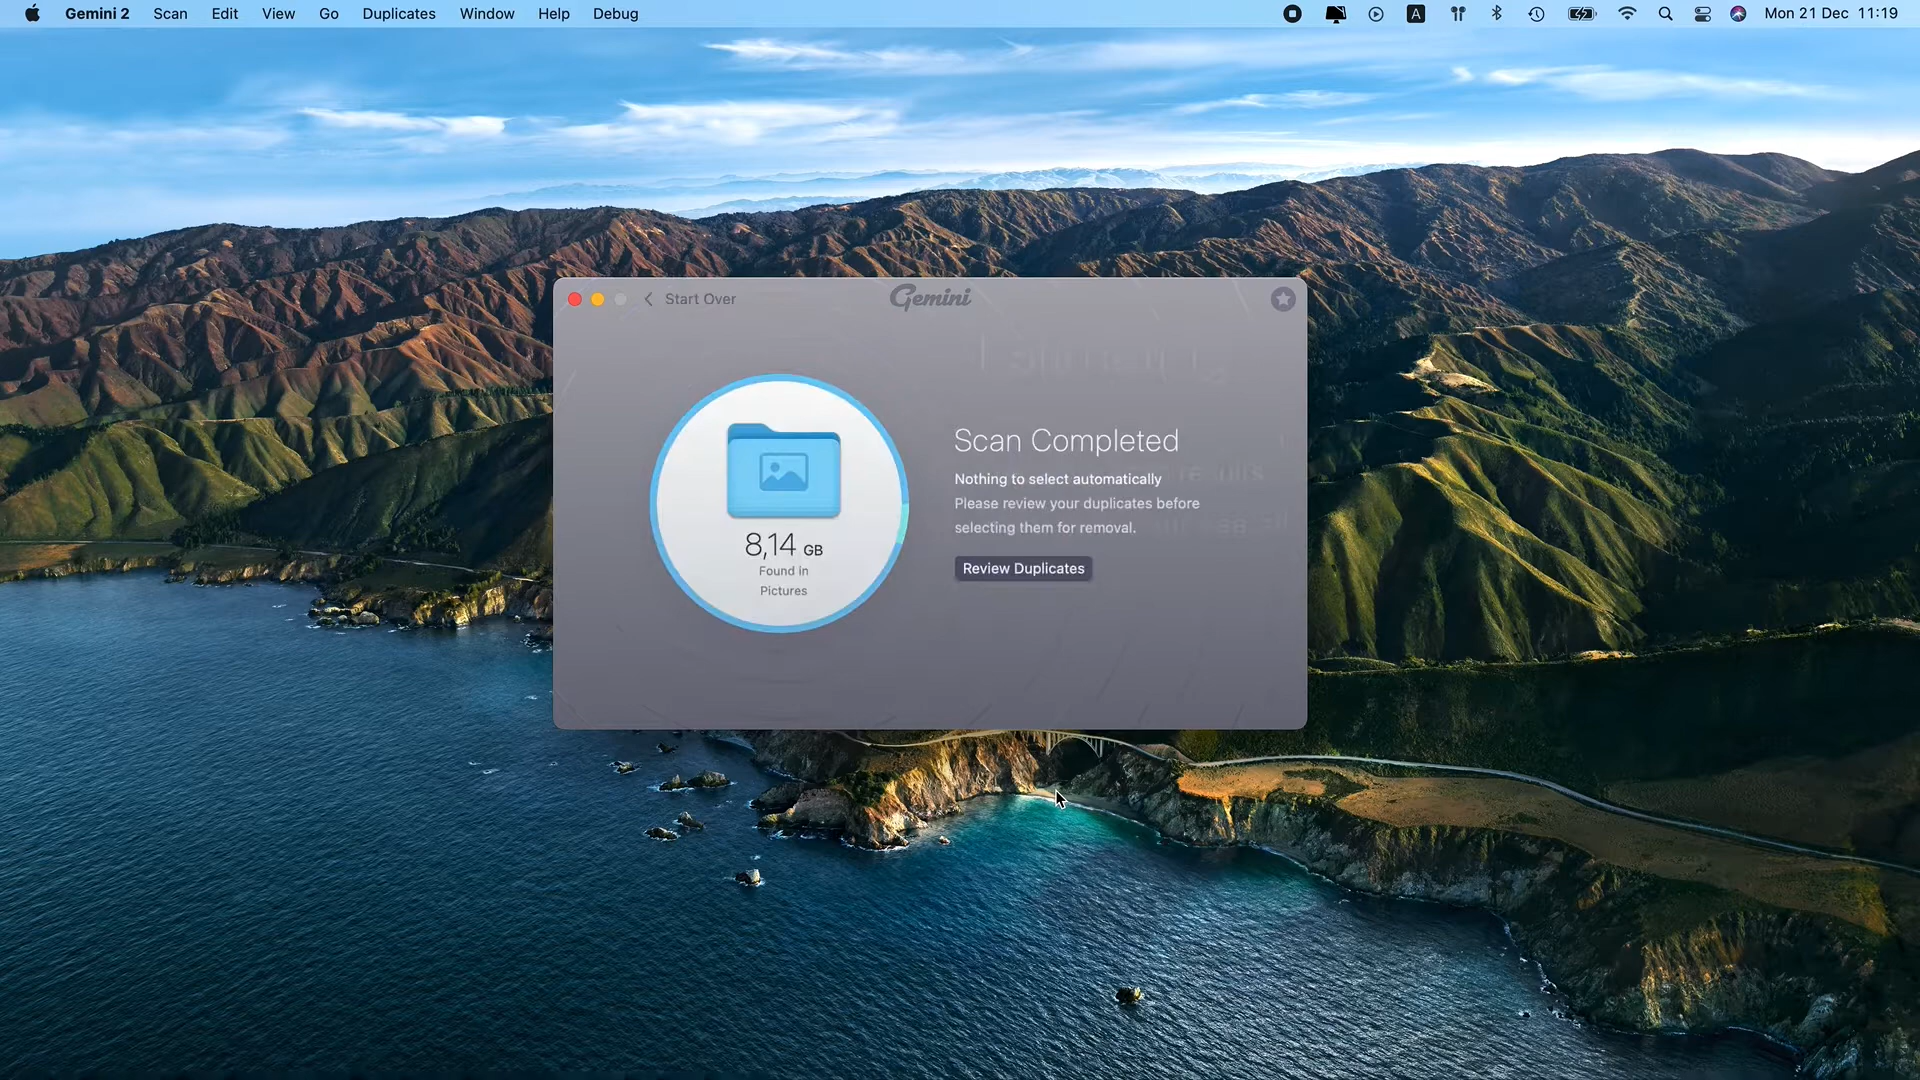 Gemini 2 Scan Edit View Go Duplicates Window Help Debug A Mon 21 Dec 11:19
Start Over Gemini
Scan Completed
Nothing to select automatically
Please review your duplicates before
selecting them for removal.
Review Duplicates
8,14 GB
Found in
Pictures